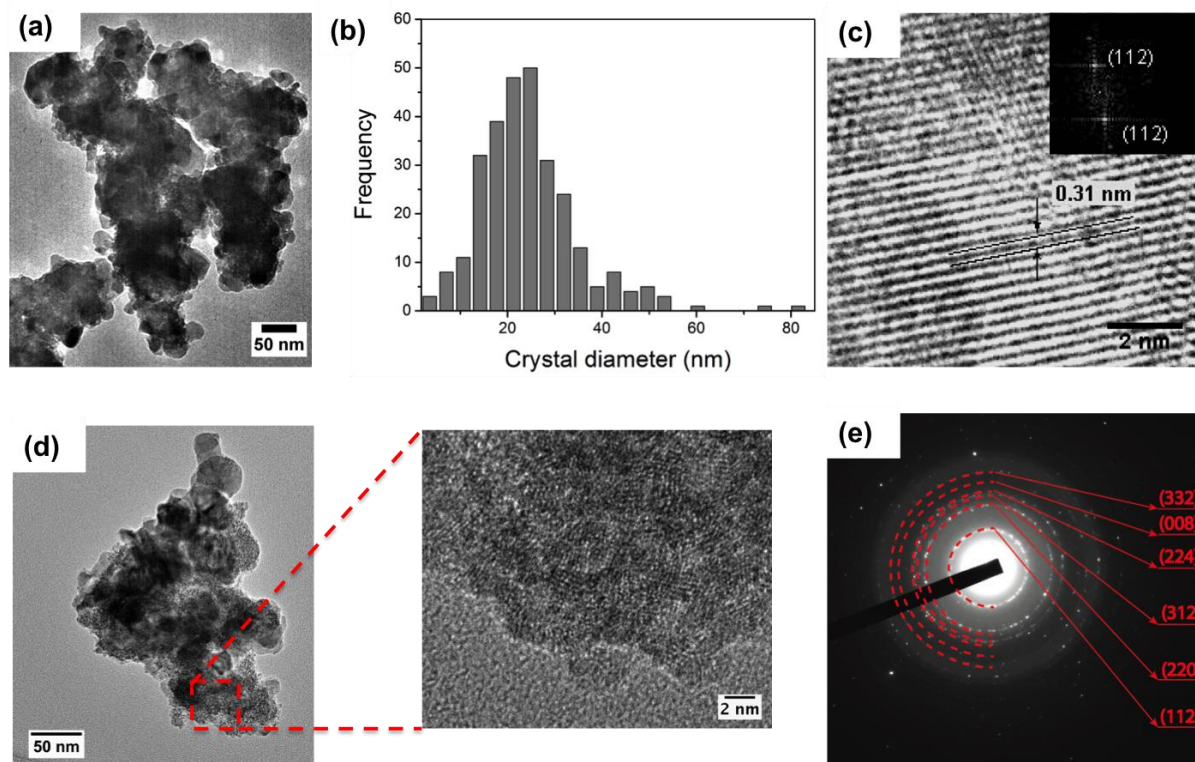 (a)
50 nm
(b)
Frequency
60
50
40
30
20
10
0
20
40
60
80
Crystal diameter (nm)
(c)
(112)
(112)
0.31 nm
2 nm
(d)
50 nm
2 nm
(e)
(332)
(008)
(224)
(312)
(220)
(112)